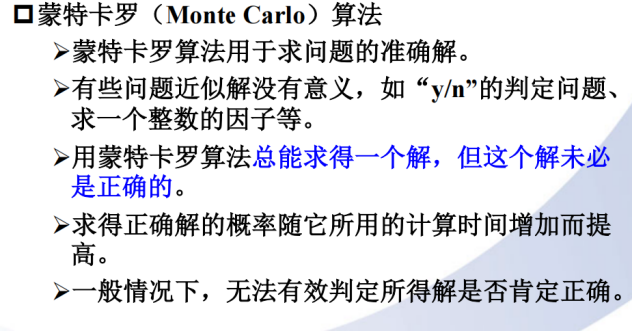 □蒙特卡罗（Monte Carlo）算法
➢蒙特卡罗算法用于求问题的准确解。
➢有些问题近似解没有意义，如“y/n”的判定问题、
求一个整数的因子等。
➢用蒙特卡罗算法总能求得一个解，但这个解未必
是正确的。
➢求得正确解的概率随它所用的计算时间增加而提
高。
➢一般情况下，无法有效判定所得解是否肯定正确。